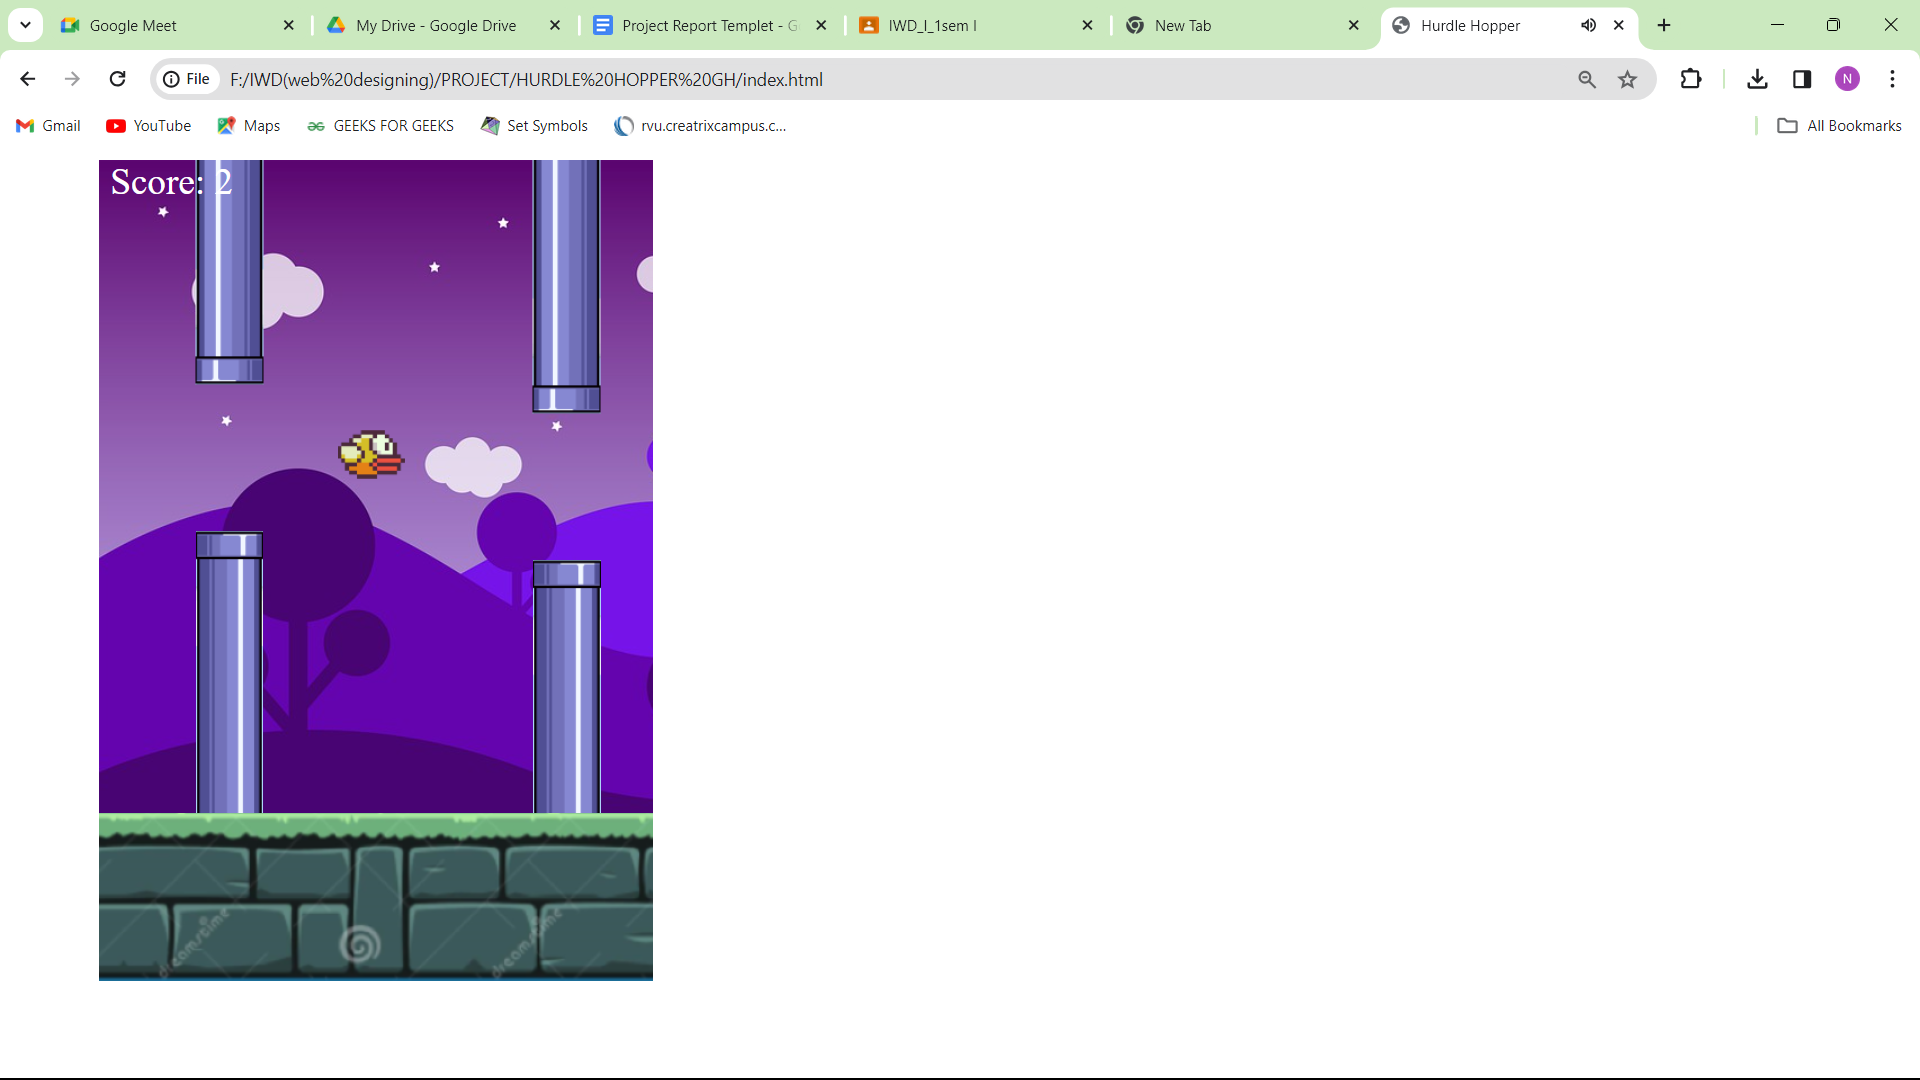 Google Meet
My Drive - Google Drive
Project Report Templet - G
IWD_I_1sem I
New Tab
Hurdle Hopper
File
F:/IWD(web%20designing)/PROJECT/HURDLE%20HOPPER%20GH/index.html
N
Gmail
YouTube
Maps
GEEKS FOR GEEKS
Set Symbols
rvu.creatrixcampus.c...
All Bookmarks
Score: 2
dreamstime
dreamstime